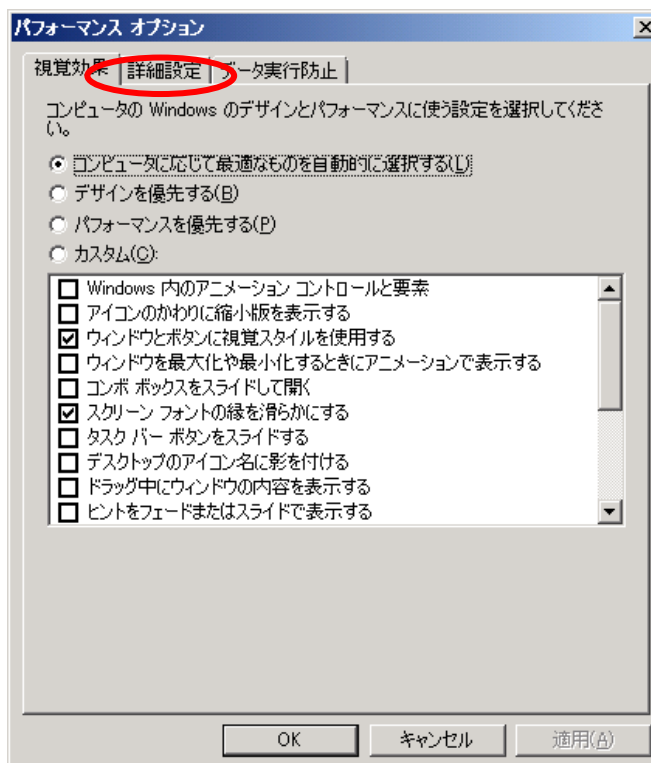 パフォーマンス オプション
視覚効果 詳細設定 データ実行防止
コンピュータの Windows のデザインとパフォーマンスに使う設定を選択してくださ
い。
コンピュータに応じて最適なものを自動的に選択する(L)
デザインを優先する(B)
パフォーマンスを優先する(P)
カスタム(C):
Windows 内のアニメーション コントロールと要素
アイコンのかわりに縮小版を表示する
ウィンドウとボタンに視覚スタイルを使用する
ウィンドウを最大化や最小化するときにアニメーションで表示する
コンボ ボックスをスライドして開く
スクリーン フォントの縁を滑らかにする
タスク バー ボタンをスライドする
デスクトップのアイコン名に影を付ける
ドラッグ中にウィンドウの内容を表示する
ヒントをフェードまたはスライドで表示する
OK キャンセル 適用(A)